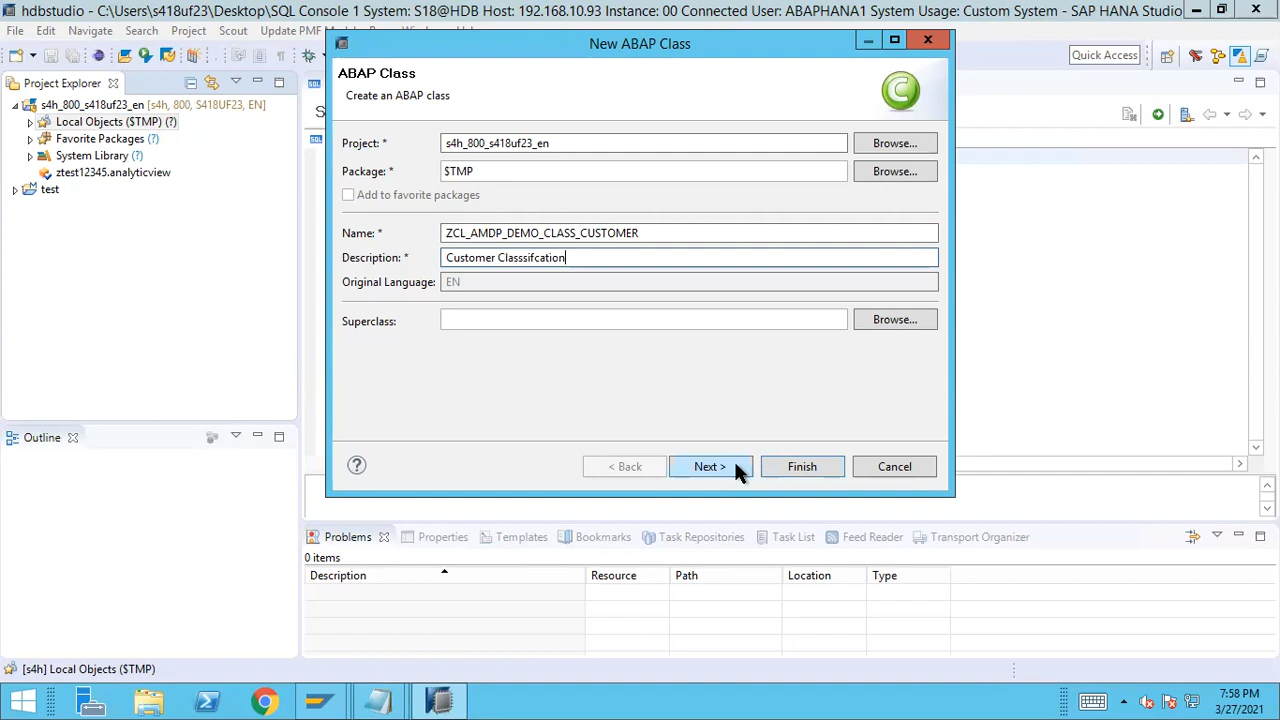 hdbstudio - C:\Users\s418uf23\Desktop\SQL Console 1 System: S18@HDB Host: 192.168.10.93 Instance: 00 Connected User: ABAPHANA1 System Usage: Custom System - SAP HANA Studio
File Edit Navigate Search Project Scout Update PMF
New ABAP Class
Quick Access
Project Explorer
s4h_800_s418uf23_en [s4h, 800, S418UF23, EN]
Local Objects ($TMP) (?)
Favorite Packages (?)
System Library (?)
ztest12345.analyticview
test
ABAP Class
Create an ABAP class
Project: * s4h_800_s418uf23_en Browse...
Package: * $TMP Browse...
Add to favorite packages
Name: * ZCL_AMDP_DEMO_CLASS_CUSTOMER
Description: * Customer Classsifcation
Original Language: EN
Superclass: Browse...
< Back Next > Finish Cancel
Outline
Problems Properties Templates Bookmarks Task Repositories Task List Feed Reader Transport Organizer
0 items
Description Resource Path Location Type
[s4h] Local Objects ($TMP)
7:58 PM
3/27/2021